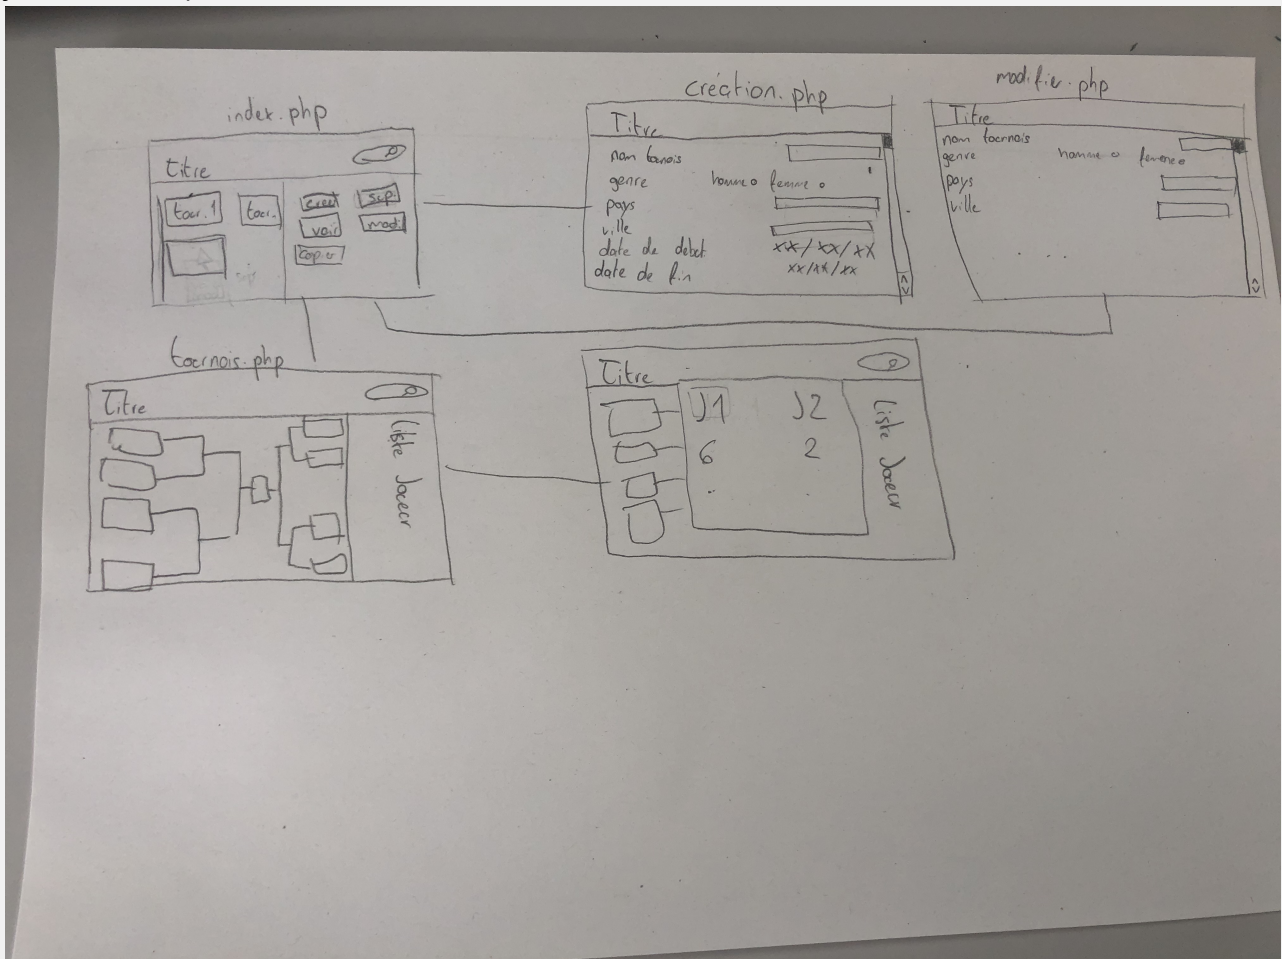 index.php
Titre
tour.1 tour.
creer sup.
voir modi
copier
création.php
Titre
nom tournois
genre homme o femme o
pays
ville
date de debut xx/xx/xx
date de fin xx/xx/xx
modifier.php
Titre
nom tournois
genre homme o femme o
pays
ville
. . .
tournois.php
Titre
Liste Joueur
Titre
J1 J2
6 2
Liste Joueur